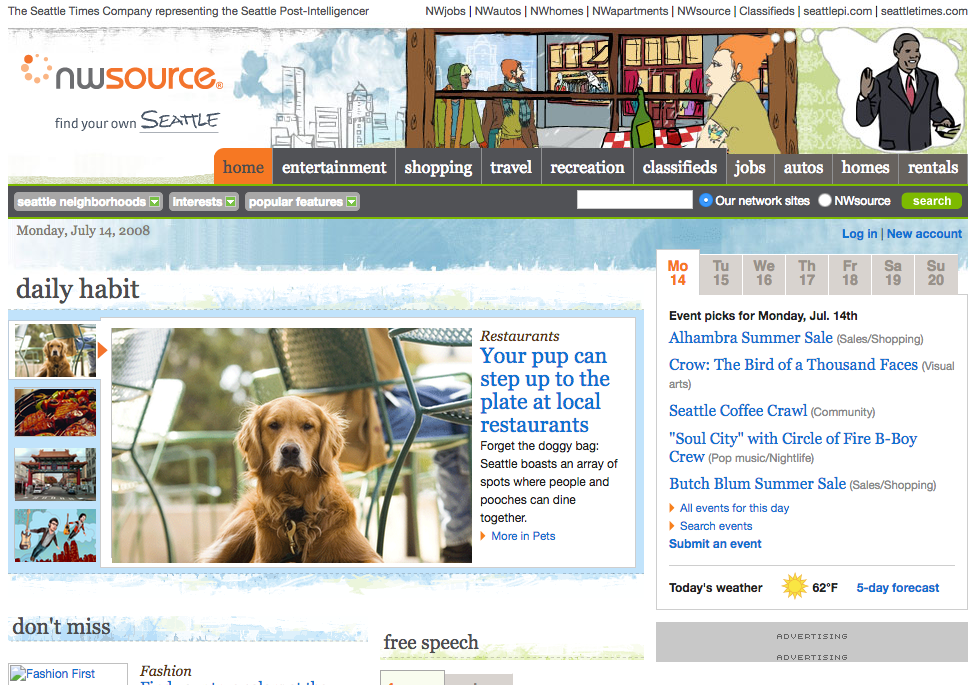 The Seattle Times Company representing the Seattle Post-Intelligencer
NWjobs | NWautos | NWhomes | NWapartments | NWsource | Classifieds | seattlepi.com | seattletimes.com
nwsource®
find your own SEATTLE
home entertainment shopping travel recreation classifieds jobs autos homes rentals
seattle neighborhoods interests popular features Our network sites NWsource search
Monday, July 14, 2008
Log in | New account
daily habit
Restaurants
Your pup can
step up to the
plate at local
restaurants
Forget the doggy bag:
Seattle boasts an array of
spots where people and
pooches can dine
together.
More in Pets
Mo Tu We Th Fr Sa Su
14 15 16 17 18 19 20
Event picks for Monday, Jul. 14th
Alhambra Summer Sale (Sales/Shopping)
Crow: The Bird of a Thousand Faces (Visual
arts)
Seattle Coffee Crawl (Community)
"Soul City" with Circle of Fire B-Boy
Crew (Pop music/Nightlife)
Butch Blum Summer Sale (Sales/Shopping)
All events for this day
Search events
Submit an event
Today's weather 62°F 5-day forecast
ADVERTISING
ADVERTISING
don't miss
Fashion First
Fashion
free speech